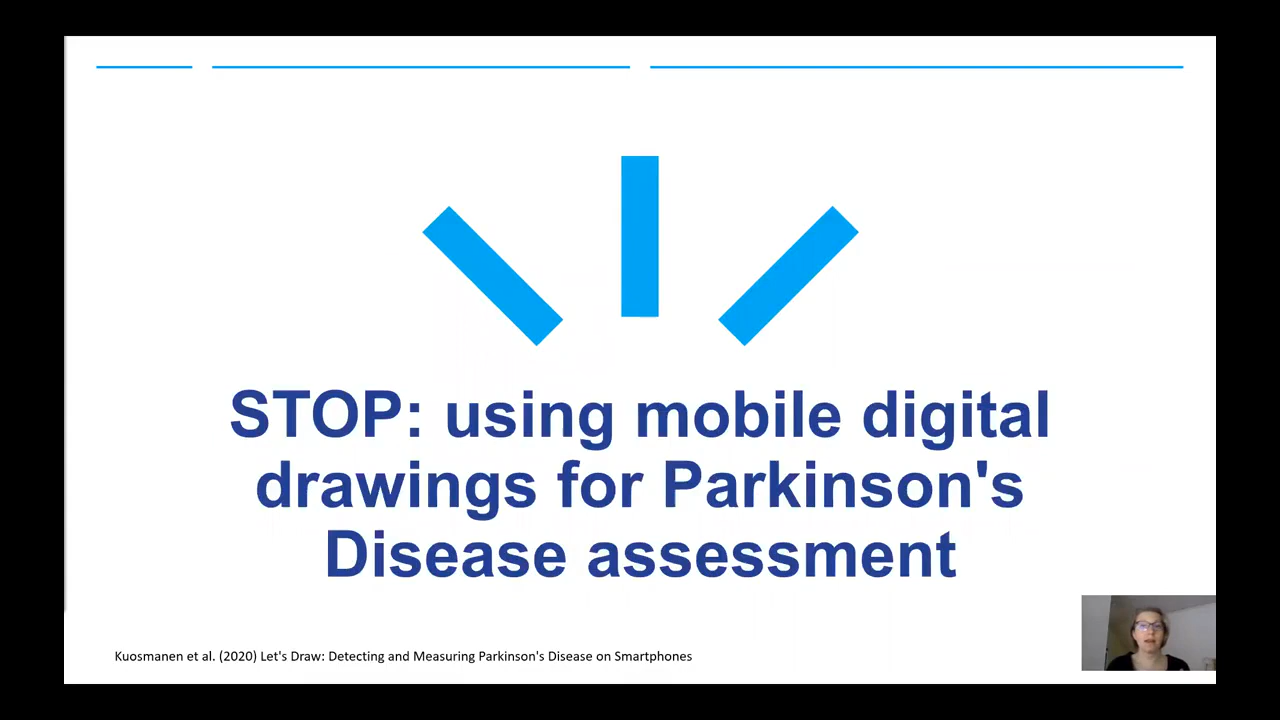 STOP: using mobile digital
drawings for Parkinson's
Disease assessment
Kuosmanen et al. (2020) Let's Draw: Detecting and Measuring Parkinson's Disease on Smartphones